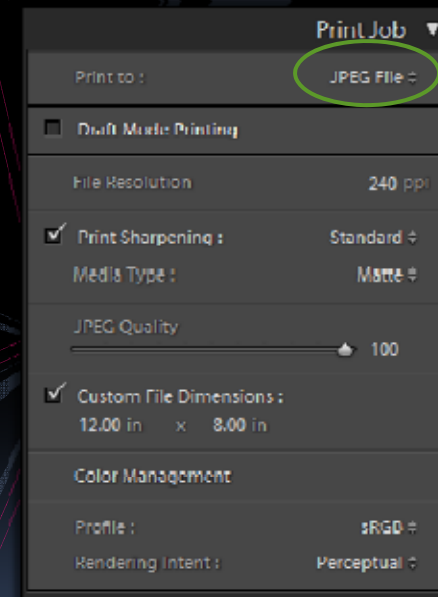 Print Job ▼
Print to : JPEG File
Draft Mode Printing
File Resolution 240 ppi
Print Sharpening : Standard
Media Type : Matte
JPEG Quality
100
Custom File Dimensions :
12.00 in x 8.00 in
Color Management
Profile : sRGB
Rendering Intent : Perceptual